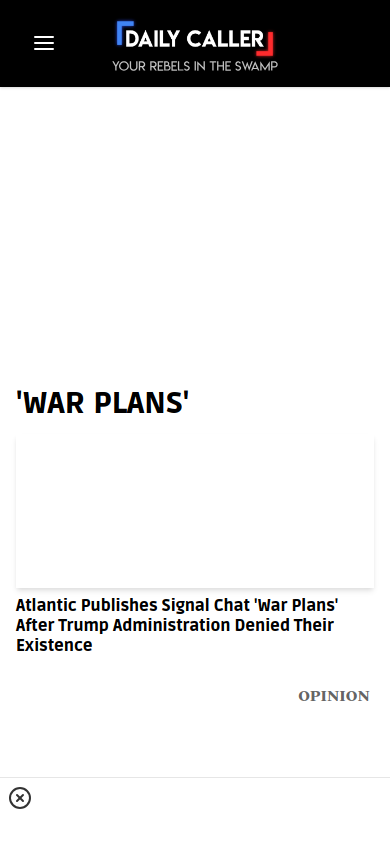 DAILY CALLER
YOUR REBELS IN THE SWAMP
'WAR PLANS'
Atlantic Publishes Signal Chat 'War Plans'
After Trump Administration Denied Their
Existence
OPINION